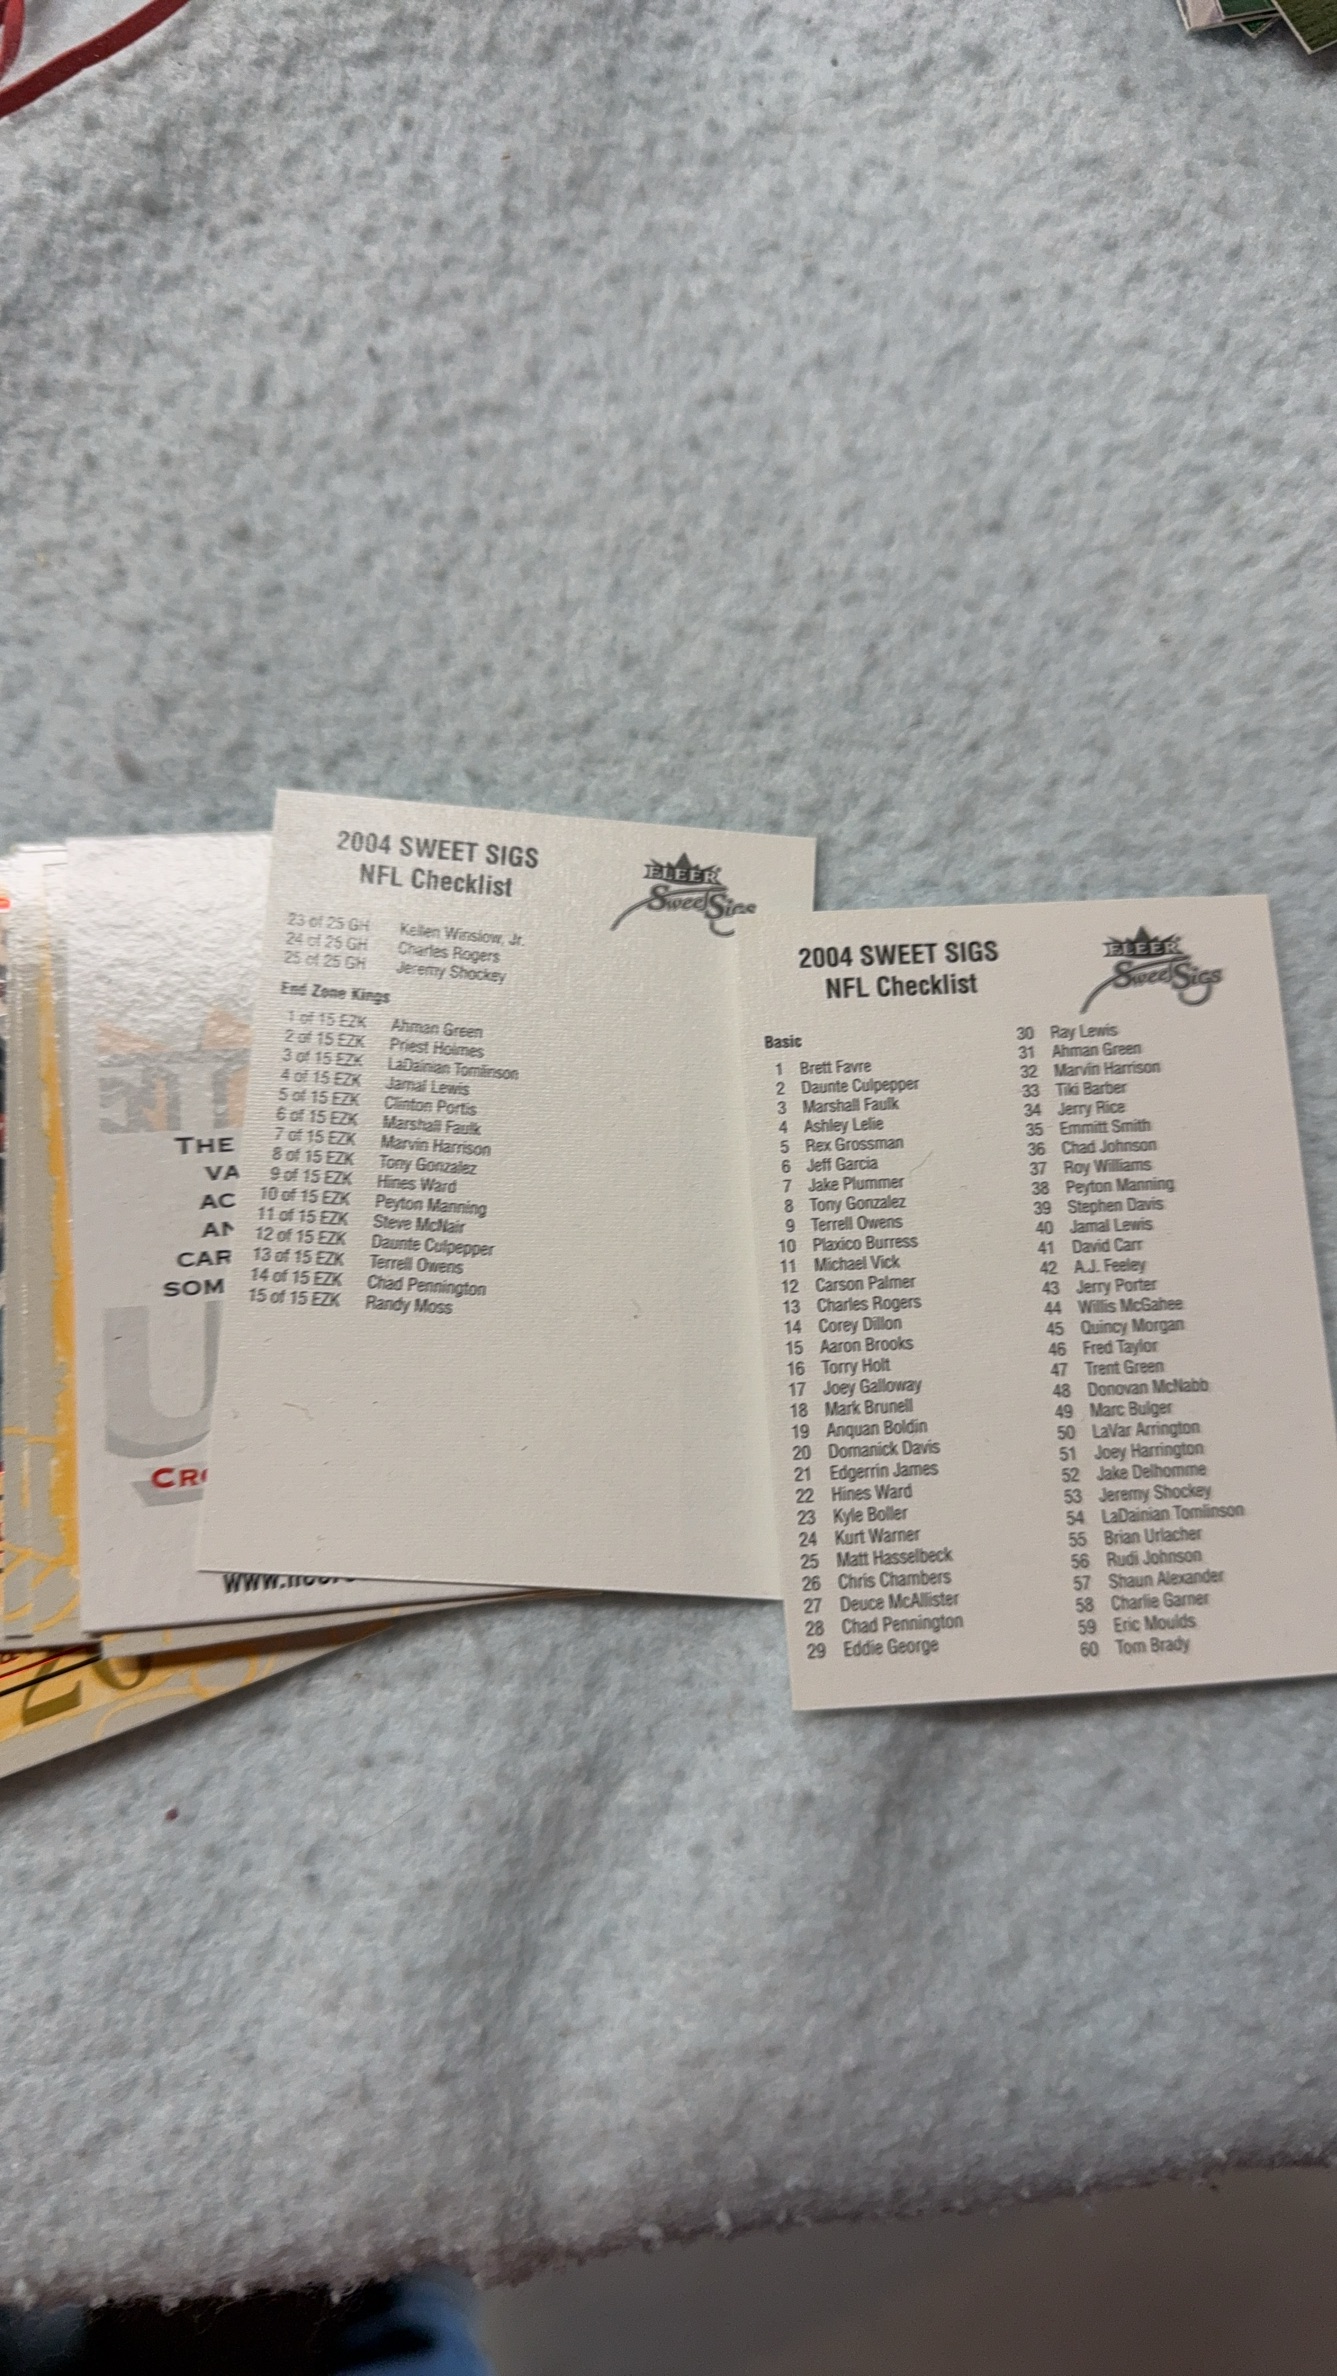 2004 SWEET SIGS
NFL Checklist
FLEER
Sweet Sigs
23 of 25 GH Kellen Winslow, Jr.
24 of 25 GH Charles Rogers
25 of 25 GH Jeremy Shockey
End Zone Kings
1 of 15 EZK Ahman Green
2 of 15 EZK Priest Holmes
3 of 15 EZK LaDainian Tomlinson
4 of 15 EZK Jamal Lewis
5 of 15 EZK Clinton Portis
6 of 15 EZK Marshall Faulk
7 of 15 EZK Marvin Harrison
8 of 15 EZK Tony Gonzalez
9 of 15 EZK Hines Ward
10 of 15 EZK Peyton Manning
11 of 15 EZK Steve McNair
12 of 15 EZK Daunte Culpepper
13 of 15 EZK Terrell Owens
14 of 15 EZK Chad Pennington
15 of 15 EZK Randy Moss
THE
VA
AC
AN
CAR
SOM
U
CRO
www.
2004 SWEET SIGS
NFL Checklist
FLEER
Sweet Sigs
Basic
1 Brett Favre
2 Daunte Culpepper
3 Marshall Faulk
4 Ashley Lelie
5 Rex Grossman
6 Jeff Garcia
7 Jake Plummer
8 Tony Gonzalez
9 Terrell Owens
10 Plaxico Burress
11 Michael Vick
12 Carson Palmer
13 Charles Rogers
14 Corey Dillon
15 Aaron Brooks
16 Torry Holt
17 Joey Galloway
18 Mark Brunell
19 Anquan Boldin
20 Domanick Davis
21 Edgerrin James
22 Hines Ward
23 Kyle Boller
24 Kurt Warner
25 Matt Hasselbeck
26 Chris Chambers
27 Deuce McAllister
28 Chad Pennington
29 Eddie George
30 Ray Lewis
31 Ahman Green
32 Marvin Harrison
33 Tiki Barber
34 Jerry Rice
35 Emmitt Smith
36 Chad Johnson
37 Roy Williams
38 Peyton Manning
39 Stephen Davis
40 Jamal Lewis
41 David Carr
42 A.J. Feeley
43 Jerry Porter
44 Willis McGahee
45 Quincy Morgan
46 Fred Taylor
47 Trent Green
48 Donovan McNabb
49 Marc Bulger
50 LaVar Arrington
51 Joey Harrington
52 Jake Delhomme
53 Jeremy Shockey
54 LaDainian Tomlinson
55 Brian Urlacher
56 Rudi Johnson
57 Shaun Alexander
58 Charlie Garner
59 Eric Moulds
60 Tom Brady